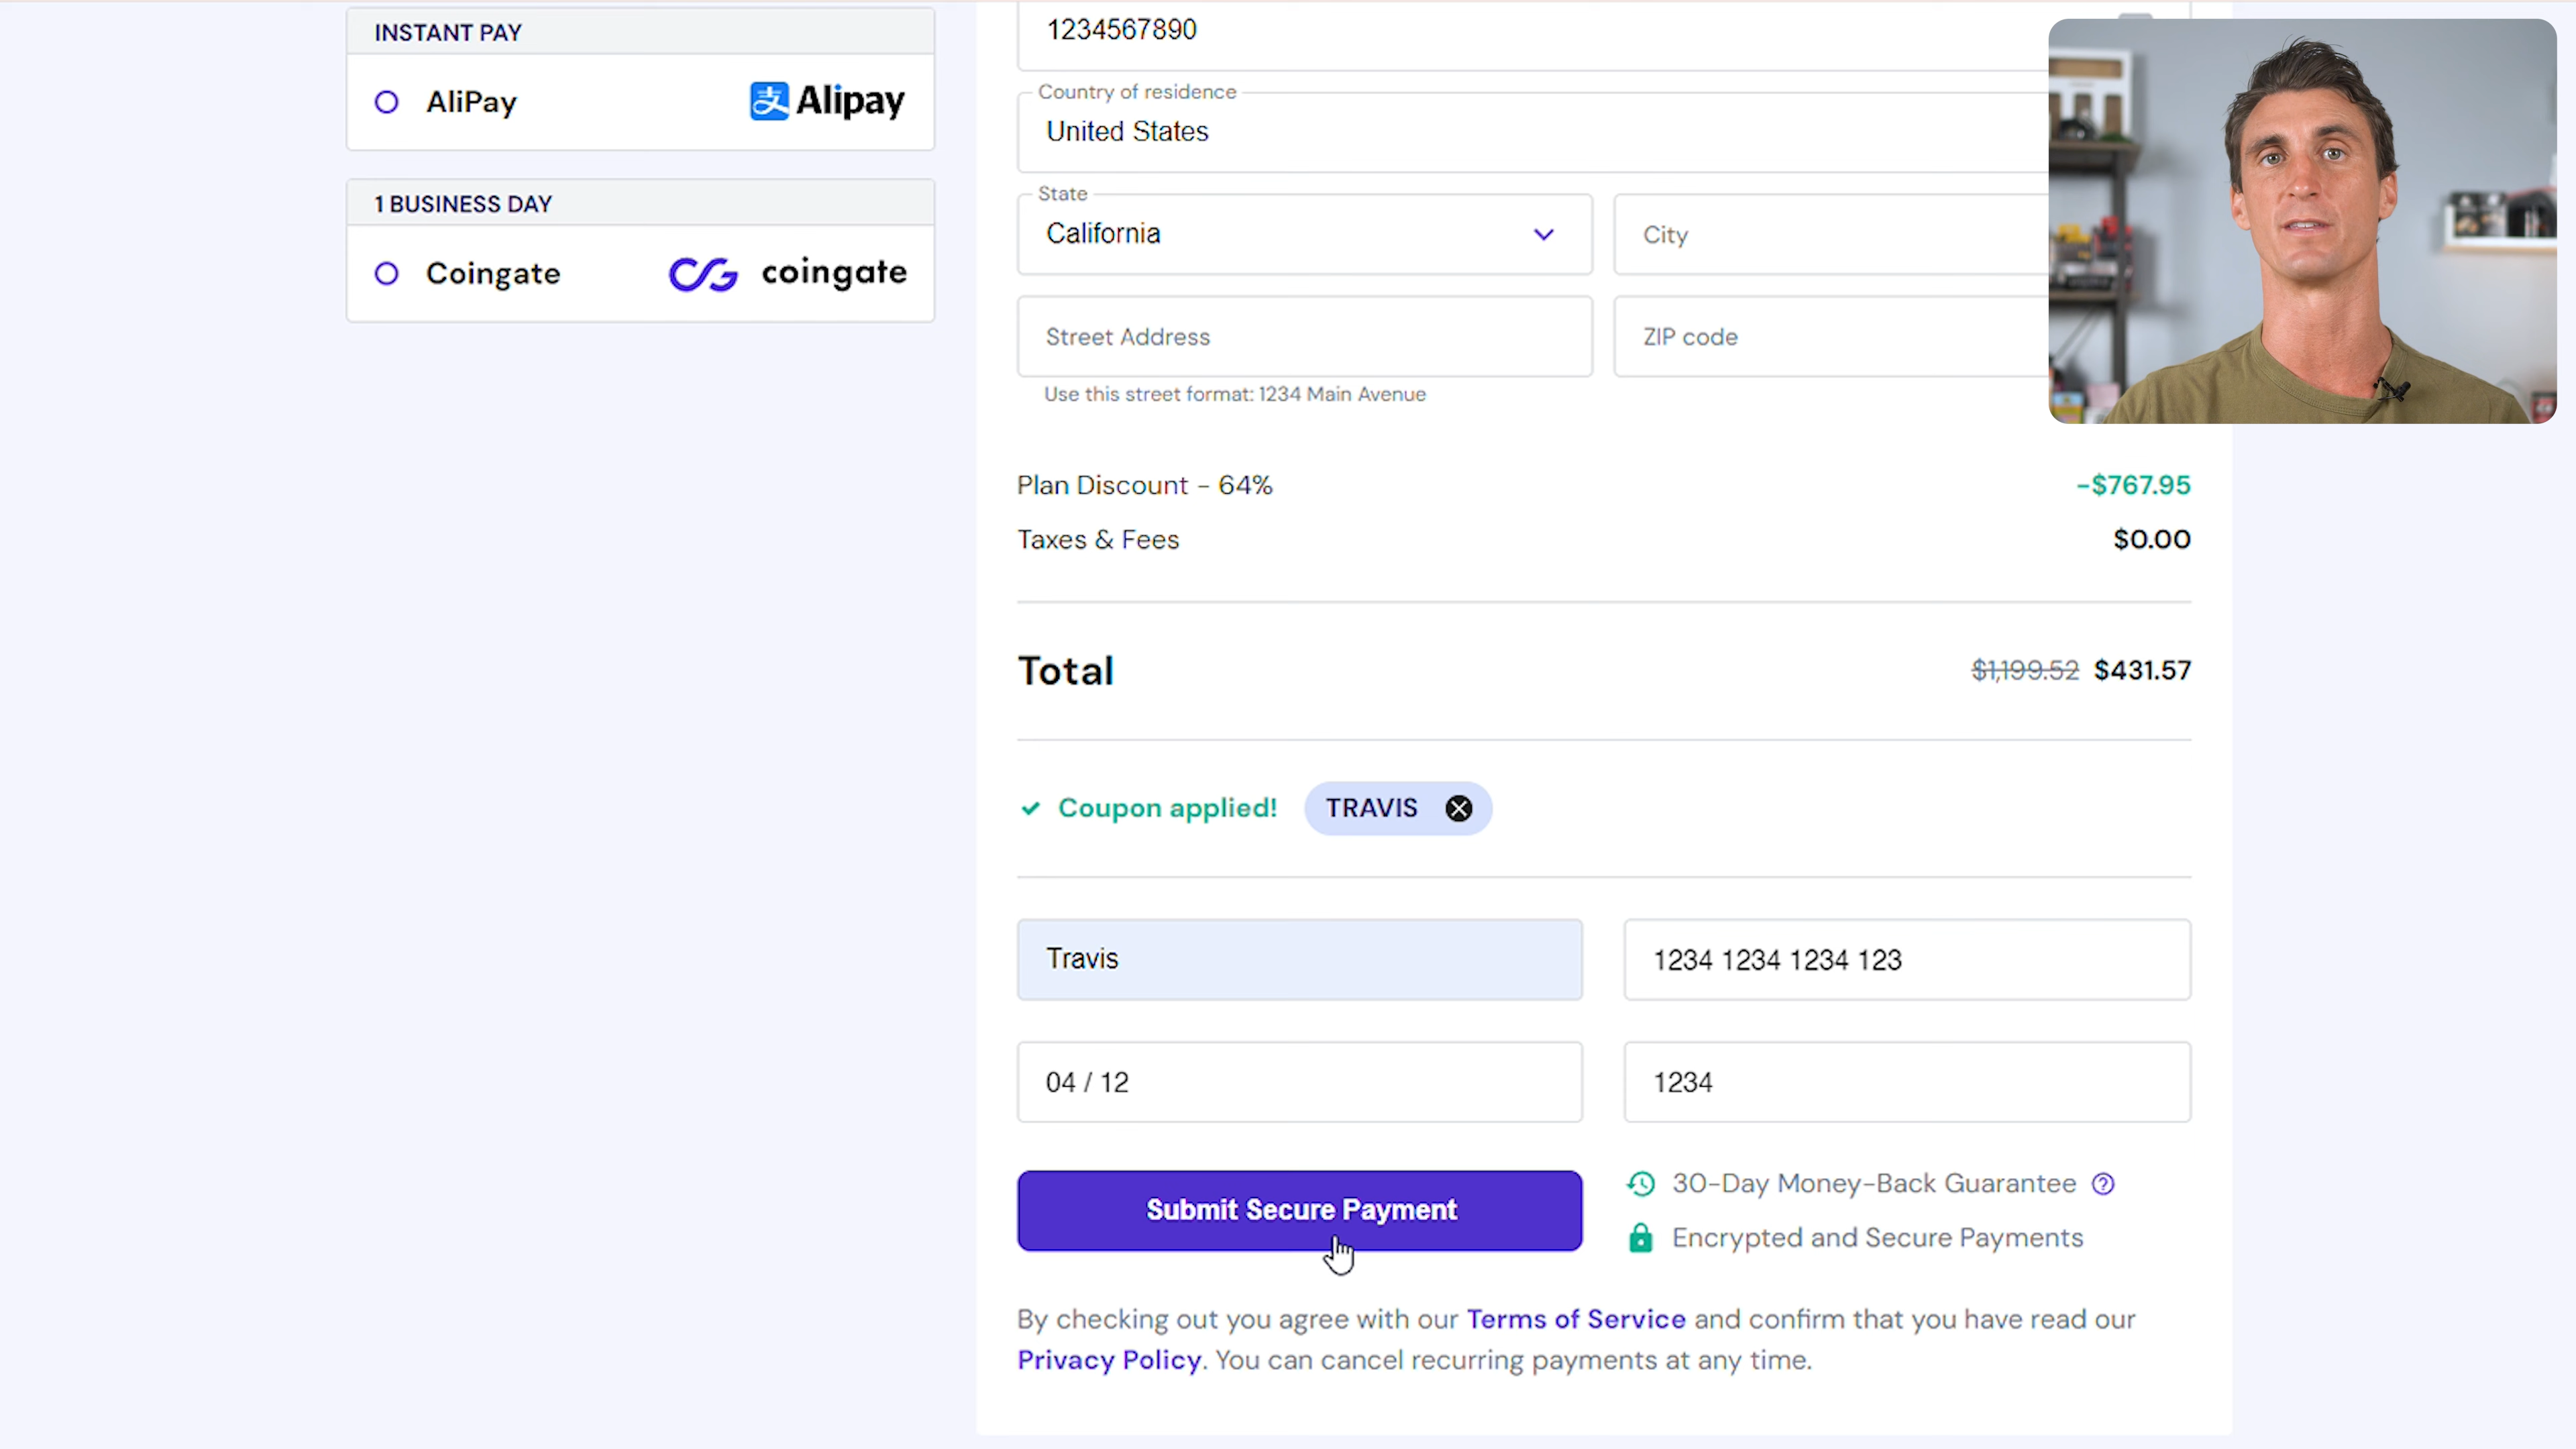 INSTANT PAY
AliPay
支 Alipay
1 BUSINESS DAY
Coingate
CG coingate
1234567890
Country of residence
United States
State
California
City
Street Address
ZIP code
Use this street format: 1234 Main Avenue
Plan Discount - 64%
-$767.95
Taxes & Fees
$0.00
Total
$1,199.52 $431.57
Coupon applied!
TRAVIS
Travis
1234 1234 1234 123
04 / 12
1234
Submit Secure Payment
30-Day Money-Back Guarantee
Encrypted and Secure Payments
By checking out you agree with our Terms of Service and confirm that you have read our
Privacy Policy. You can cancel recurring payments at any time.